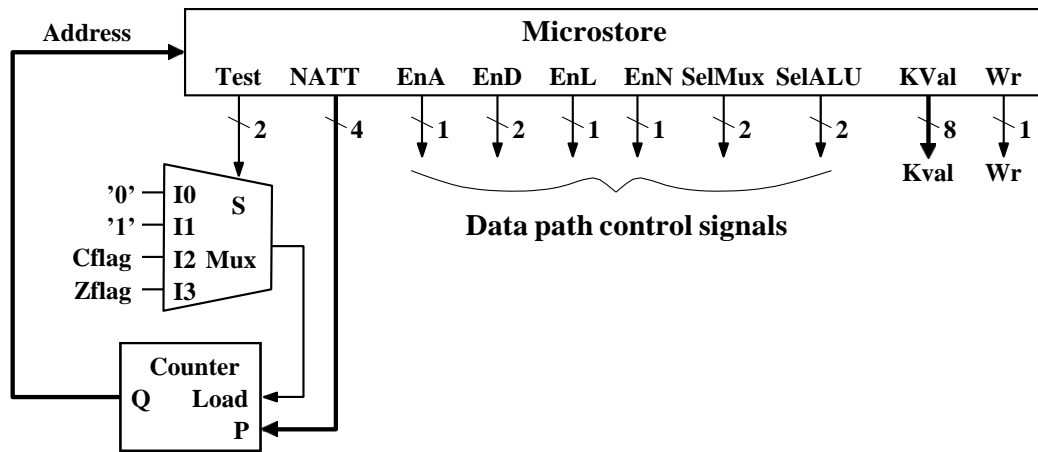 Address
Microstore
Test NATT EnA EnD EnL EnN SelMux SelALU KVal Wr
2 4 1 2 1 1 2 2 8 1
Kval Wr
Data path control signals
'0' I0 S
'1' I1
Cflag I2 Mux
Zflag I3
Counter
Q Load
P